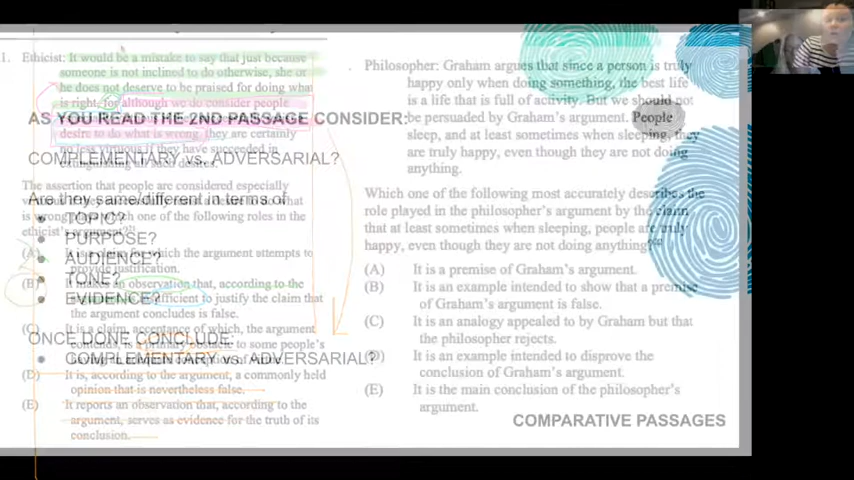 1. Ethicist: It would be a mistake to say that just because
someone is not inclined to do otherwise, she or
he does not deserve to be praised for doing what
is right, for although we do consider people
desire to do what is wrong, they are certainly
no less virtuous if they have succeeded in
extinguishing all such desires.
The assertion that people are considered especially
is wrong
which one of the following roles in the
ethicist's argument?
(A) It is a claim for which the argument attempts to
provide justification.
(B) It makes an observation that, according to the
sufficient to justify the claim that
the argument concludes is false.
(C) It is a claim, acceptance of which, the argument
contends, is a primary obstacle to some people's
(D) It is, according to the argument, a commonly held
opinion that is nevertheless false.
(E) It reports an observation that, according to the
argument, serves as evidence for the truth of its
conclusion.
AS YOU READ THE 2ND PASSAGE CONSIDER:
COMPLEMENTARY vs. ADVERSARIAL?
Are they same/different in terms of
TOPIC?
PURPOSE?
AUDIENCE?
TONE?
EVIDENCE?
ONCE DONE CONCLUDE:
COMPLEMENTARY vs. ADVERSARIAL?
Philosopher: Graham argues that since a person is truly
happy only when doing something, the best life
is a life that is full of activity. But we should not
be persuaded by Graham's argument. People
sleep, and at least sometimes when sleeping, they
are truly happy, even though they are not doing
anything.
Which one of the following most accurately describes the
role played in the philosopher's argument by the claim
that at least sometimes when sleeping, people are truly
happy, even though they are not doing anything?
(A) It is a premise of Graham's argument.
(B) It is an example intended to show that a premise
of Graham's argument is false.
(C) It is an analogy appealed to by Graham but that
the philosopher rejects.
(D) It is an example intended to disprove the
conclusion of Graham's argument.
(E) It is the main conclusion of the philosopher's
argument.
COMPARATIVE PASSAGES